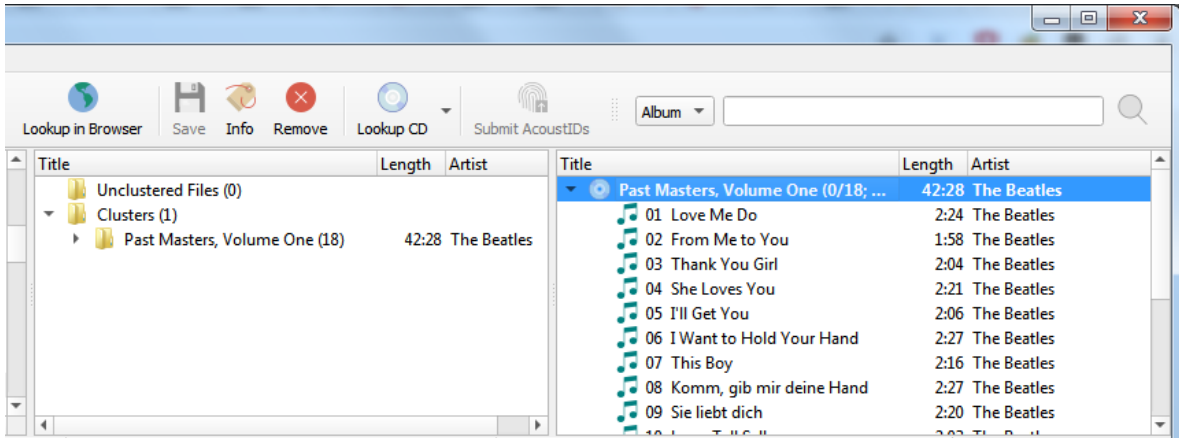 Lookup in Browser Save Info Remove Lookup CD Submit AcoustIDs Album
Title Length Artist
Unclustered Files (0)
Clusters (1)
Past Masters, Volume One (18) 42:28 The Beatles
Title Length Artist
Past Masters, Volume One (0/18; ... 42:28 The Beatles
01 Love Me Do 2:24 The Beatles
02 From Me to You 1:58 The Beatles
03 Thank You Girl 2:04 The Beatles
04 She Loves You 2:21 The Beatles
05 I'll Get You 2:06 The Beatles
06 I Want to Hold Your Hand 2:27 The Beatles
07 This Boy 2:16 The Beatles
08 Komm, gib mir deine Hand 2:27 The Beatles
09 Sie liebt dich 2:20 The Beatles